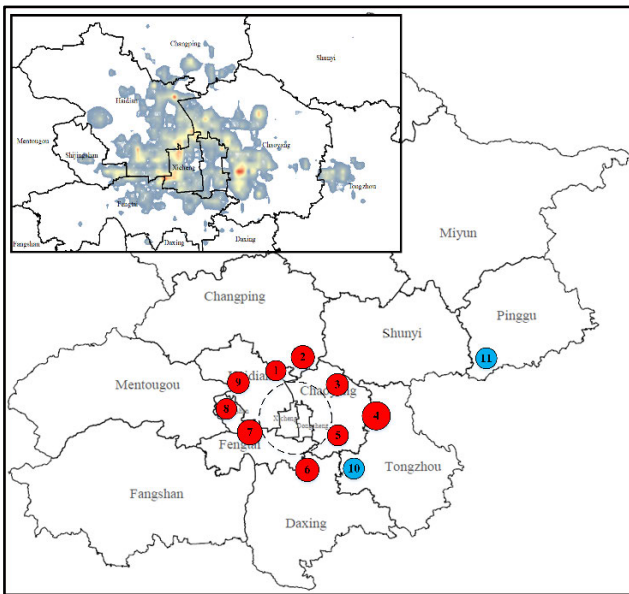 Changping
Shunyi
Haidian
Mentougou
Shijingshan
Chaoyang
Xicheng
Tongzhou
Fengtai
Fangshan
Daxing
Daxing
Miyun
Changping
Pinggu
Shunyi
11
2
1
Haidian
9
3
Mentougou
Chaoyang
8
4
Xicheng
Dongcheng
7
5
Fengtai
6
10
Tongzhou
Fangshan
Daxing